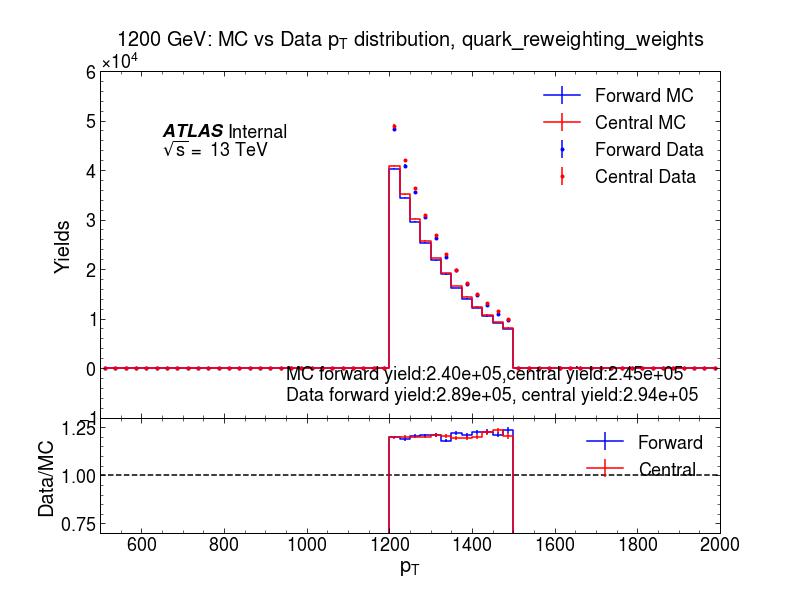 1200 GeV: MC vs Data pT distribution, quark_reweighting_weights
×10⁴
6
5
4
3
2
1
0
−1
Yields
ATLAS Internal
√s = 13 TeV
Forward MC
Central MC
Forward Data
Central Data
MC forward yield:2.40e+05,central yield:2.45e+05
Data forward yield:2.89e+05, central yield:2.94e+05
1.25
1.00
0.75
Data/MC
Forward
Central
600 800 1000 1200 1400 1600 1800 2000
pT